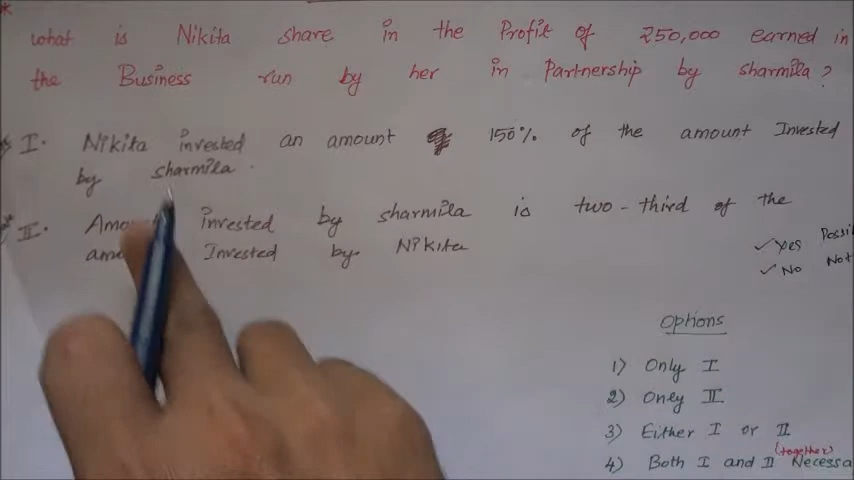 *
what is Nikita share in the Profit of ₹50,000 earned in
the Business run by her in Partnership by sharmila?
I. Nikita invested an amount 150% of the amount Invested
by sharmila.
II. invested by sharmila is two-third of the
Invested by Nikita
✓ Yes
✓ No Not
Options
1) Only I
2) Only II
3) Either I or II
(together)
4) Both I and II